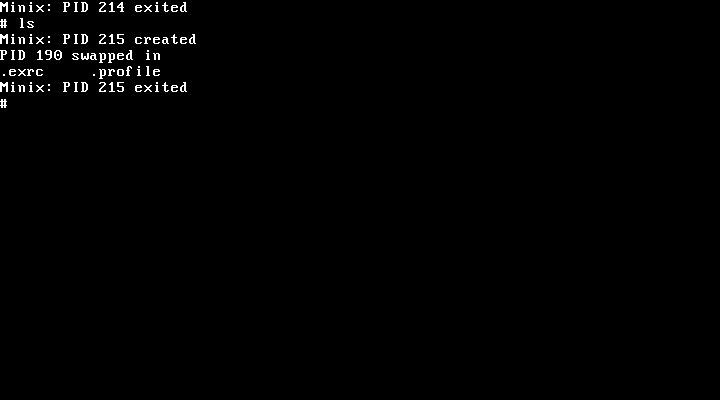 Minix: PID 214 exited
# ls
Minix: PID 215 created
PID 190 swapped in
.exrc     .profile
Minix: PID 215 exited
#